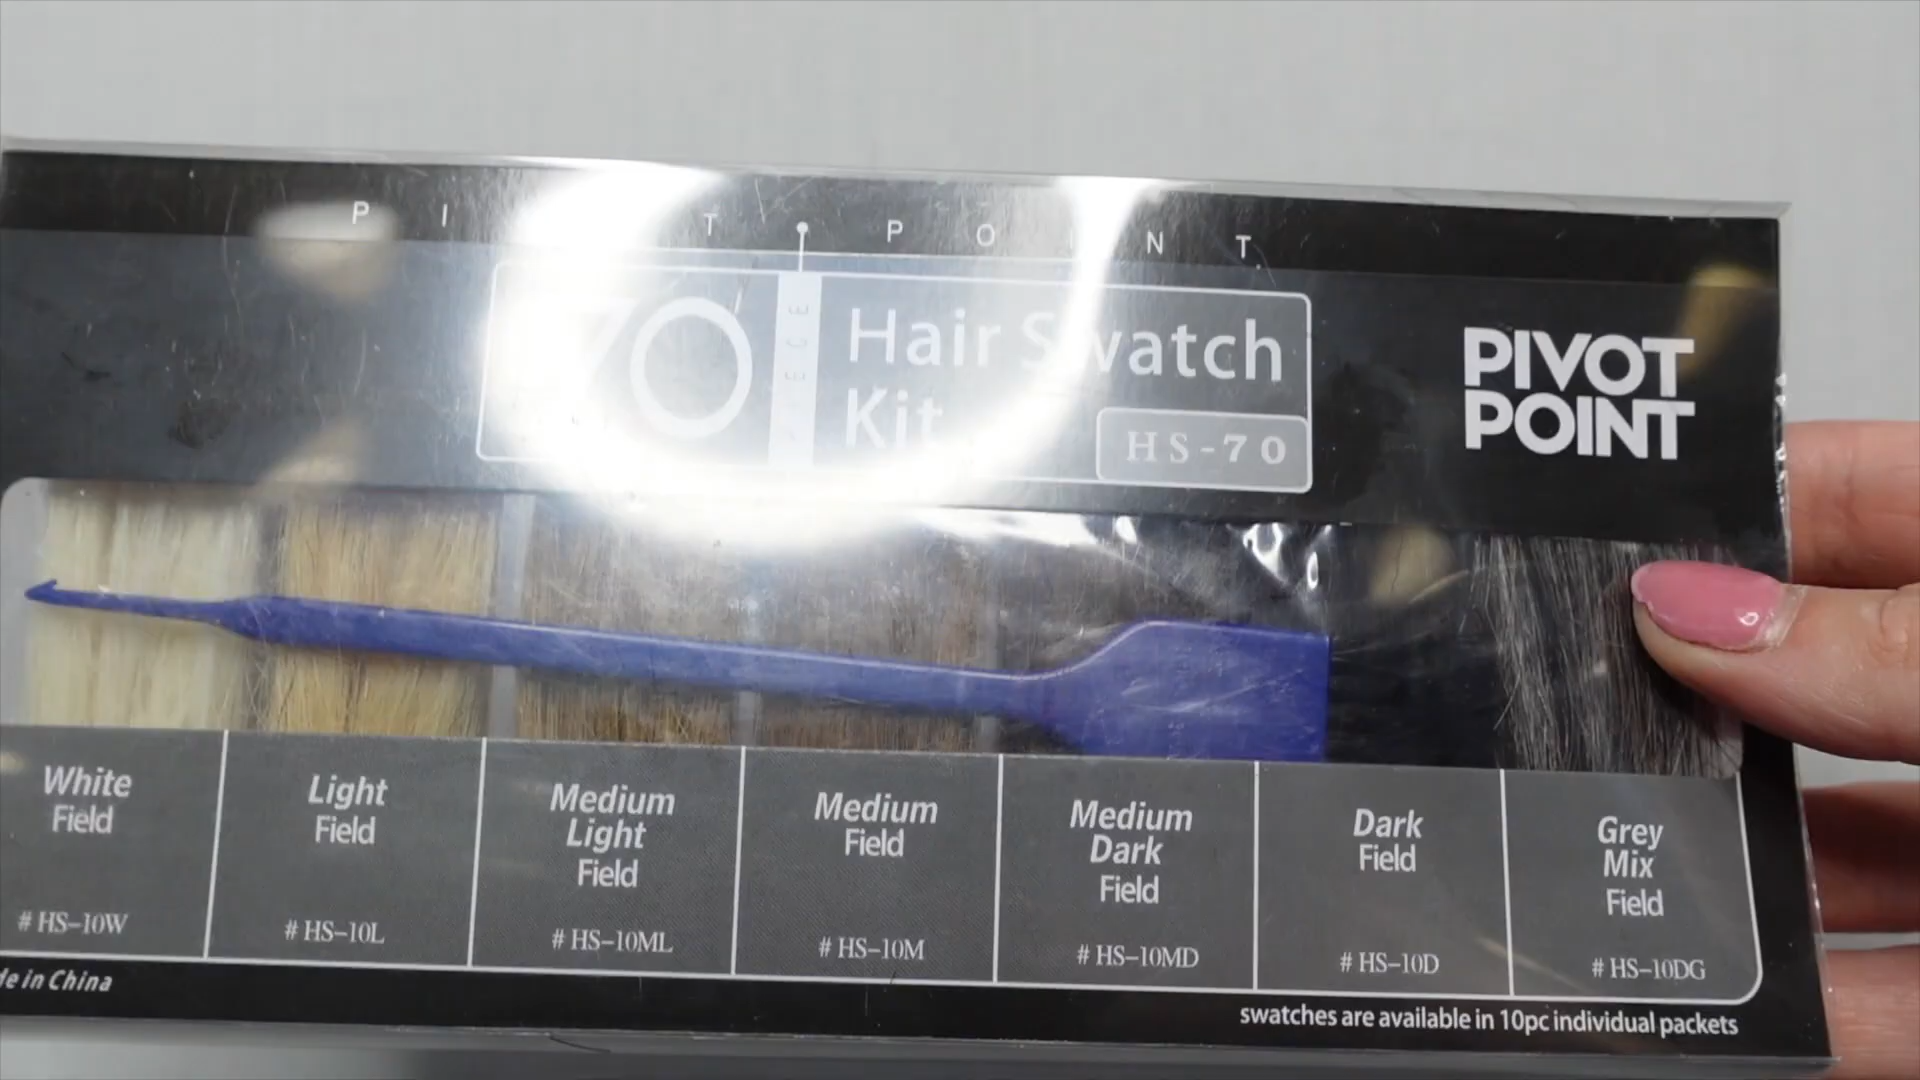 P I T P O I N T
70
Hair Swatch
Kit
HS-70
PIVOT
POINT
White
Field
# HS-10W
Light
Field
# HS-10L
Medium
Light
Field
# HS-10ML
Medium
Field
# HS-10M
Medium
Dark
Field
# HS-10MD
Dark
Field
# HS-10D
Grey
Mix
Field
# HS-10DG
de in China
swatches are available in 10pc individual packets